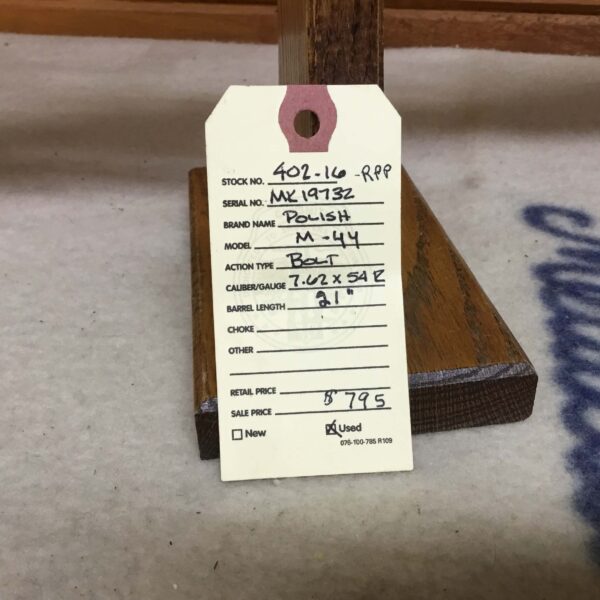 STOCK NO. 402-16 -RPP
SERIAL NO. MK19732
BRAND NAME POLISH
MODEL M-44
ACTION TYPE BOLT
CALIBER/GAUGE 7.62 x 54 R
BARREL LENGTH 21"
CHOKE
OTHER
RETAIL PRICE
SALE PRICE $795
New Used
076-100-785 R109